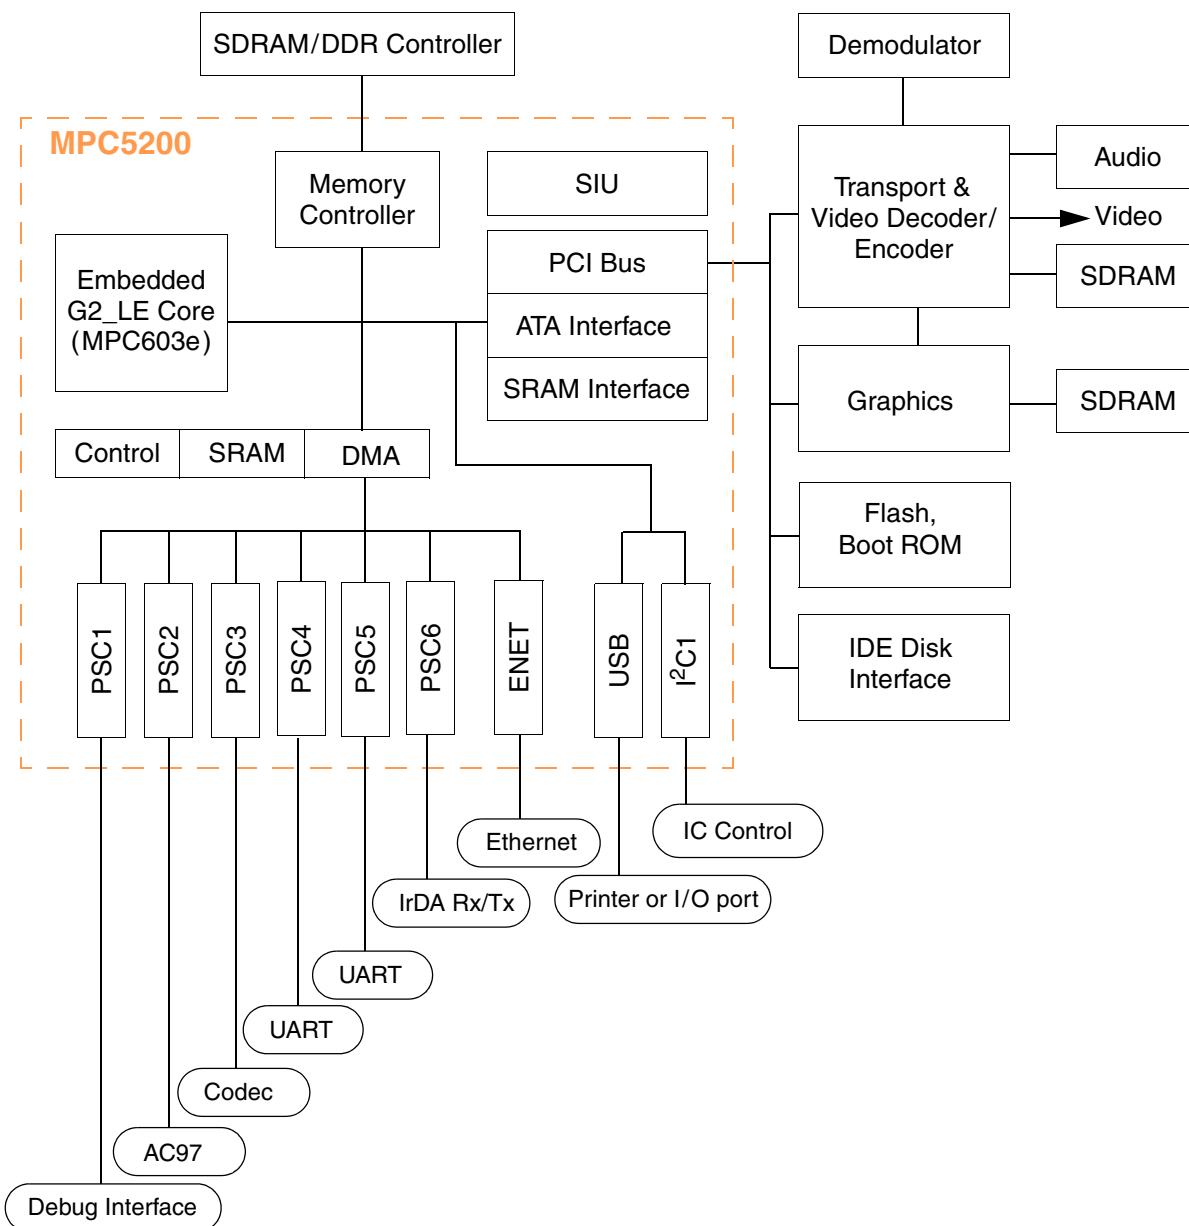 SDRAM/DDR Controller
Demodulator
MPC5200
Memory
Controller
SIU
Transport &
Video Decoder/
Encoder
Audio
Video
SDRAM
Embedded
G2_LE Core
(MPC603e)
PCI Bus
ATA Interface
SRAM Interface
Graphics
SDRAM
Control
SRAM
DMA
Flash,
Boot ROM
PSC1
PSC2
PSC3
PSC4
PSC5
PSC6
ENET
USB
I²C1
IDE Disk
Interface
IC Control
Ethernet
Printer or I/O port
IrDA Rx/Tx
UART
UART
Codec
AC97
Debug Interface